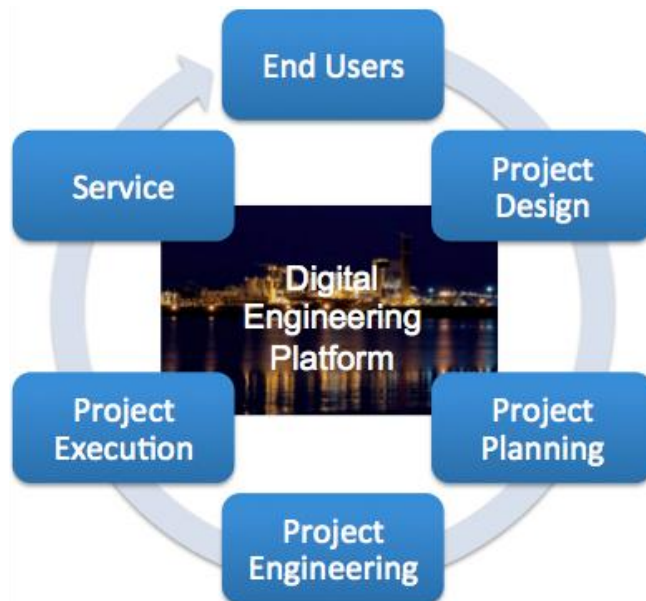 End Users
Project
Design
Project
Planning
Project
Engineering
Project
Execution
Service
Digital
Engineering
Platform